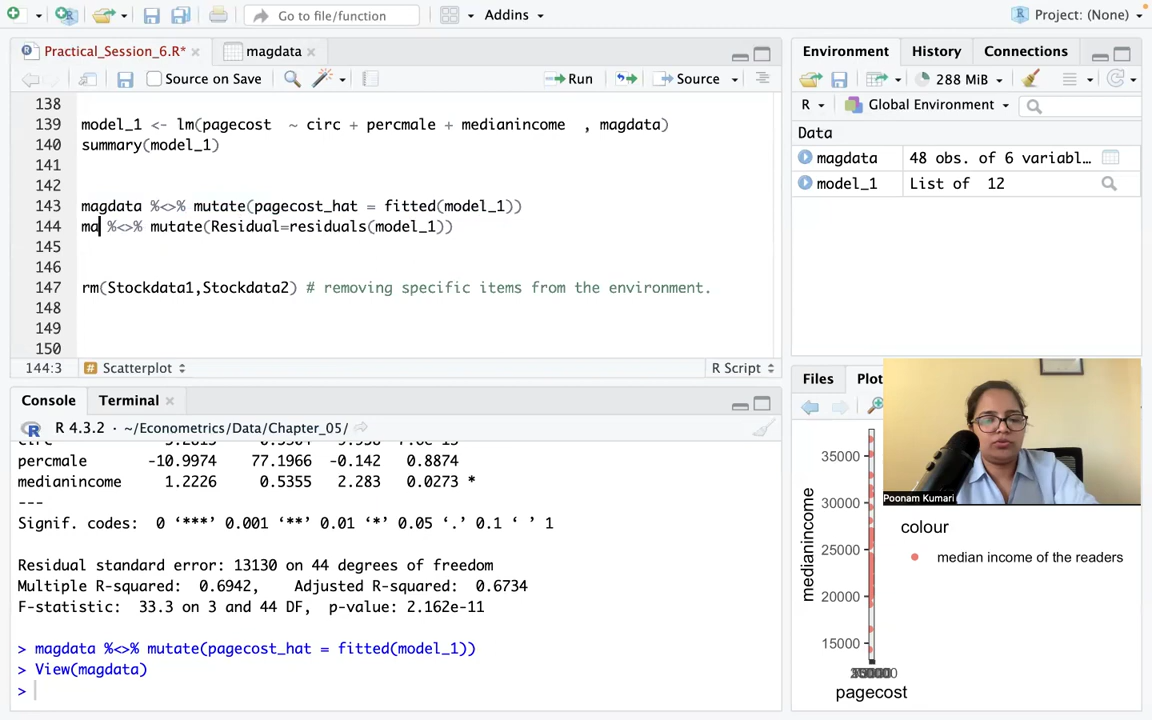 Go to file/function
Addins
Project: (None)
Practical_Session_6.R*
magdata
Source on Save
Run
Source
138
139 model_1 <- lm(pagecost ~ circ + percmale + medianincome , magdata)
140 summary(model_1)
141
142
143 magdata %<>% mutate(pagecost_hat = fitted(model_1))
144 ma %<>% mutate(Residual=residuals(model_1))
145
146
147 rm(Stockdata1,Stockdata2) # removing specific items from the environment.
148
149
150
144:3
Scatterplot
R Script
Console
Terminal
R 4.3.2 · ~/Econometrics/Data/Chapter_05/
percmale -10.9974 77.1966 -0.142 0.8874
medianincome 1.2226 0.5355 2.283 0.0273 *
---
Signif. codes: 0 ‘***’ 0.001 ‘**’ 0.01 ‘*’ 0.05 ‘.’ 0.1 ‘ ’ 1
Residual standard error: 13130 on 44 degrees of freedom
Multiple R-squared: 0.6942, Adjusted R-squared: 0.6734
F-statistic: 33.3 on 3 and 44 DF, p-value: 2.162e-11
> magdata %<>% mutate(pagecost_hat = fitted(model_1))
> View(magdata)
>
Environment
History
Connections
288 MiB
R
Global Environment
Data
magdata 48 obs. of 6 variabl…
model_1 List of 12
Files
Plot
Poonam Kumari
medianincome
35000
30000
25000
20000
15000
pagecost
colour
median income of the readers